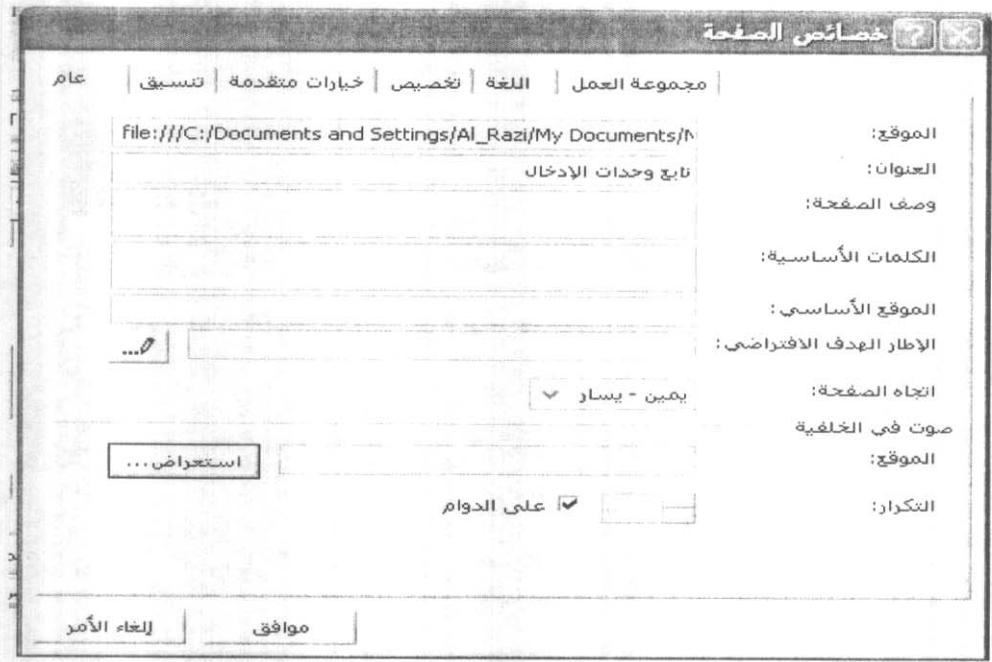 خصائص الصفحة
عام تنسيق خيارات متقدمة تخصيص اللغة مجموعة العمل
الموقع: file:///C:/Documents and Settings/Al_Razi/My Documents/
العنوان: تابع وحدات الإدخال
وصف الصفحة:
الكلمات الأساسية:
الموقع الأساسي:
الإطار الهدف الافتراضي: ...
اتجاه الصفحة: يمين - يسار
صوت في الخلفية
الموقع: استعراض...
التكرار: على الدوام
موافق إلغاء الأمر